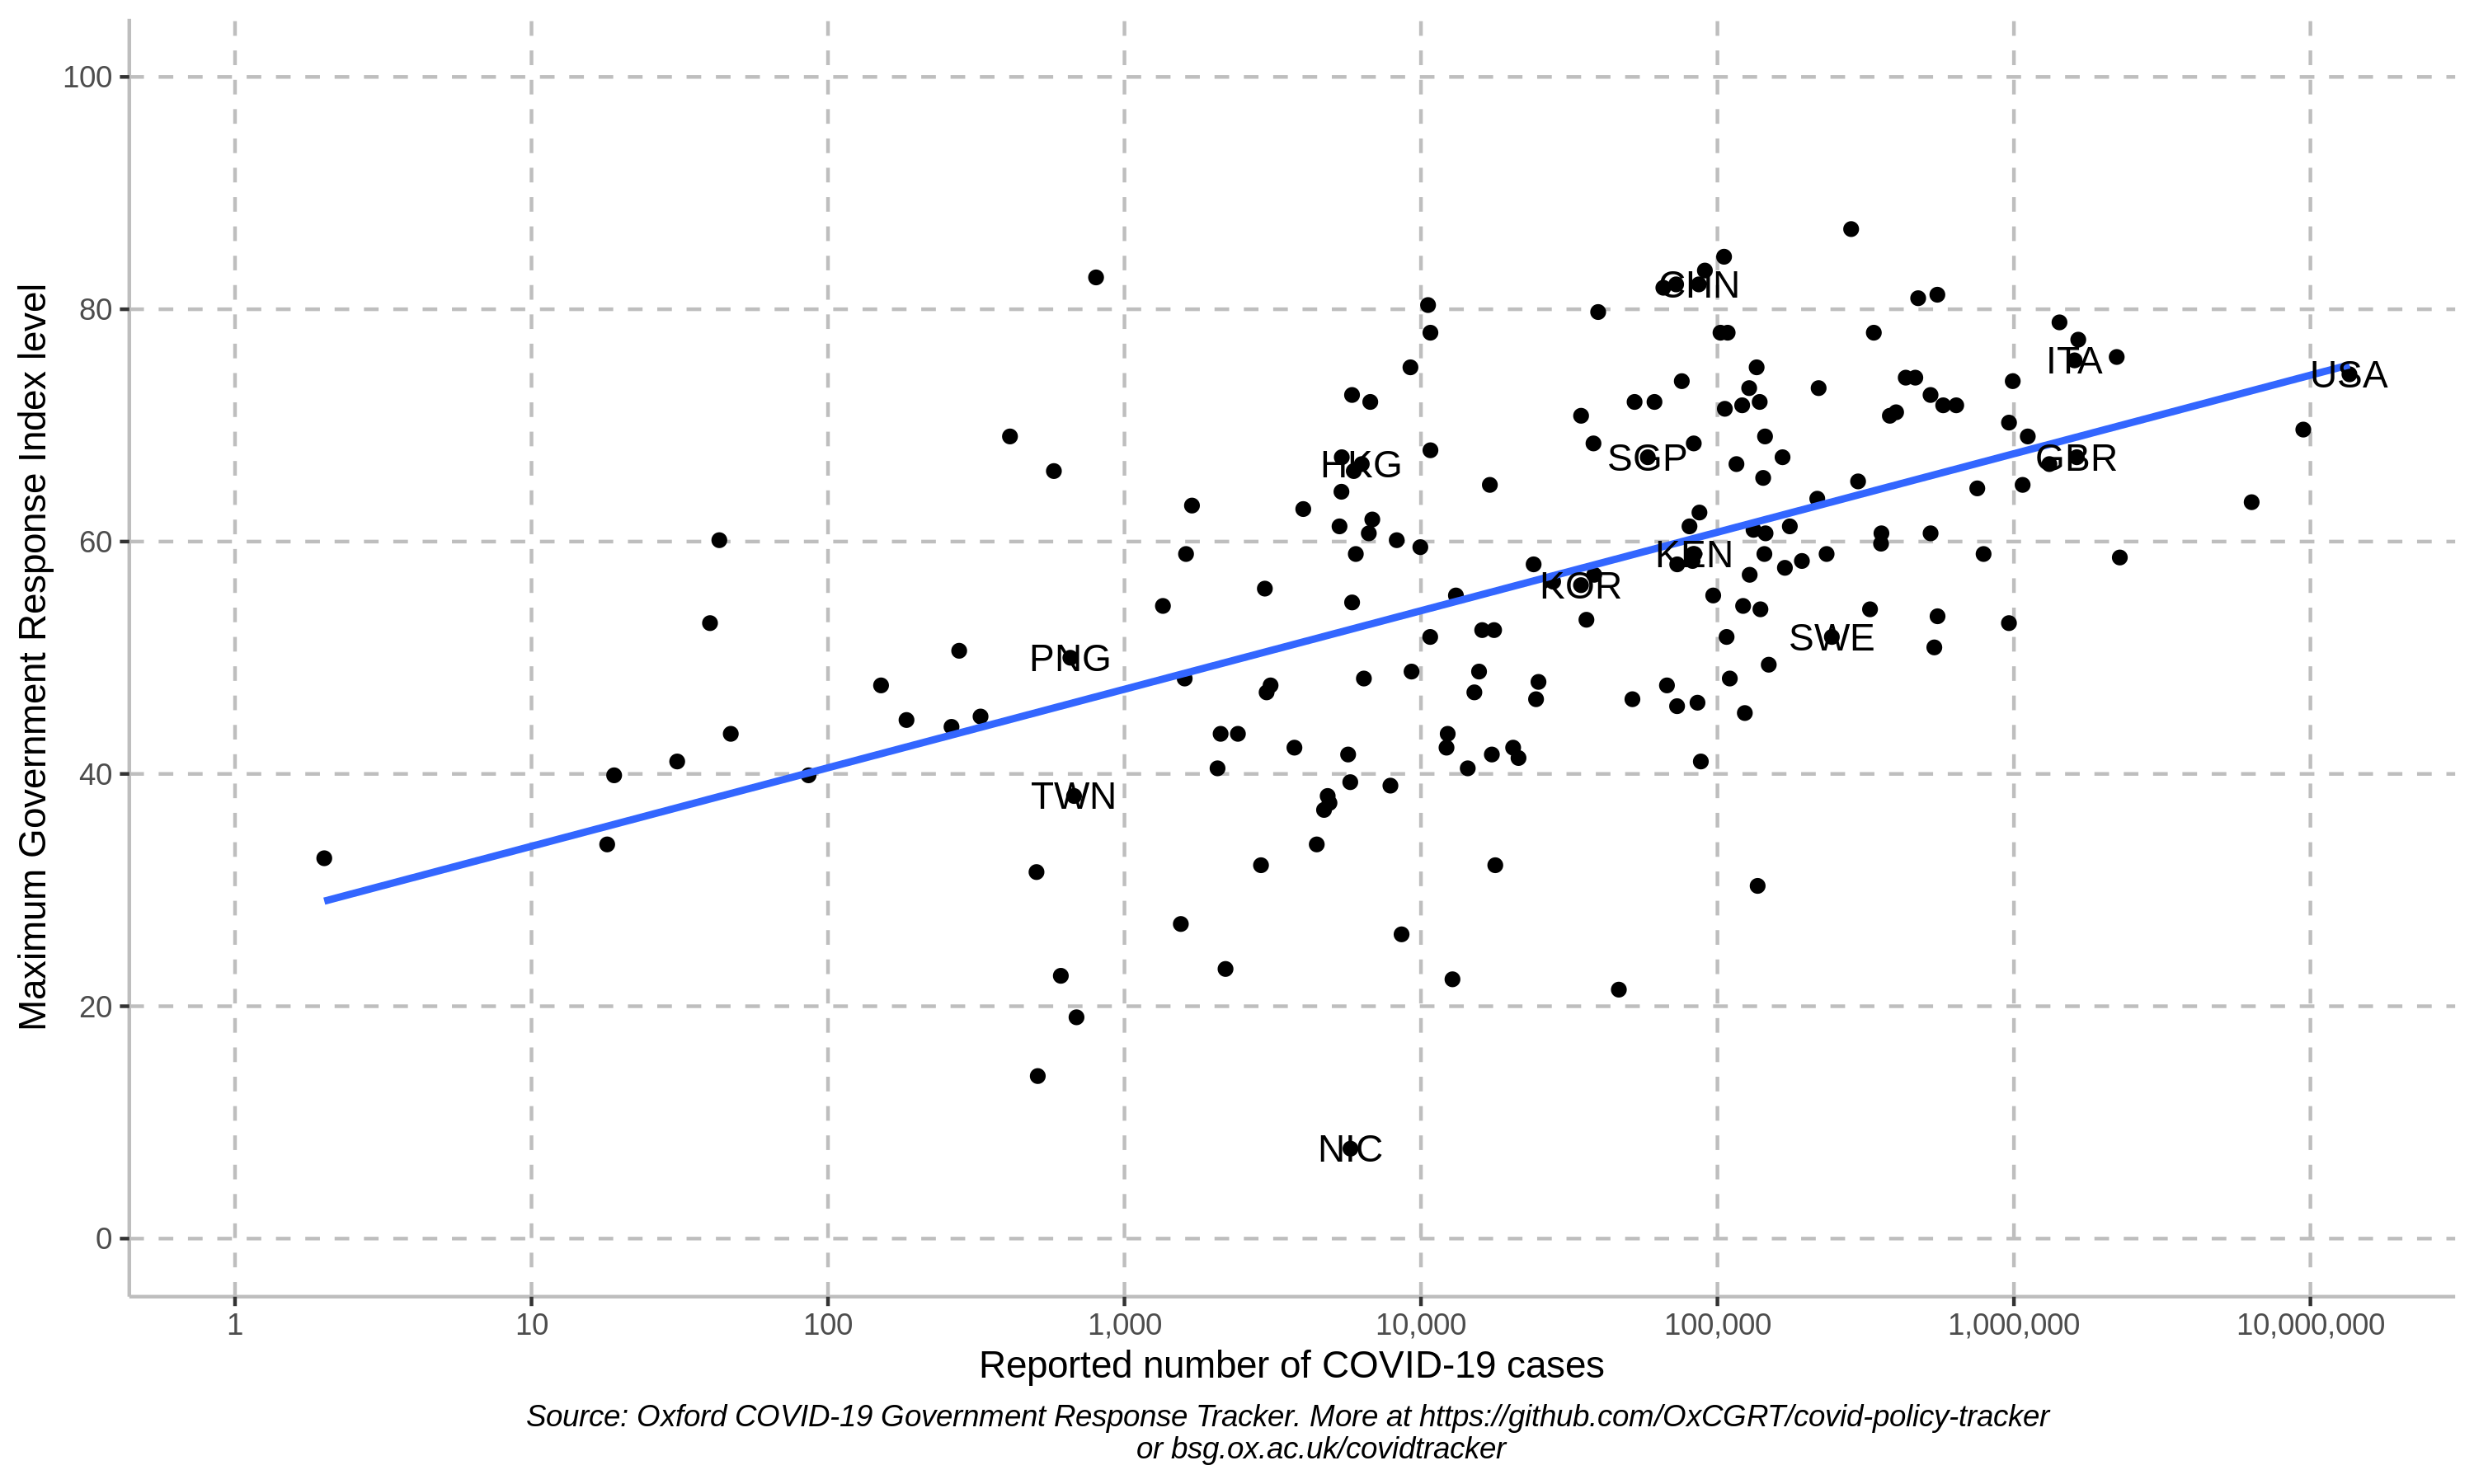 Maximum Government Response Index level
100
80
60
40
20
0
CHN
ITA
USA
HKG
SGP
GBR
KEN
KOR
SWE
PNG
TWN
NIC
1 10 100 1,000 10,000 100,000 1,000,000 10,000,000
Reported number of COVID-19 cases
Source: Oxford COVID-19 Government Response Tracker. More at https://github.com/OxCGRT/covid-policy-tracker
or bsg.ox.ac.uk/covidtracker